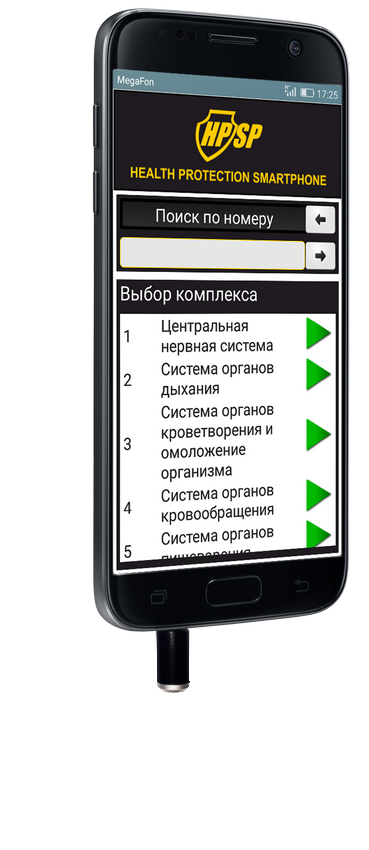 MegaFon
17:25
HP SP
HEALTH PROTECTION SMARTPHONE
Поиск по номеру
Выбор комплекса
1
Центральная
нервная система
2
Система органов
дыхания
3
Система органов
кроветворения и
омоложение
организма
4
Система органов
кровообращения
5
Система органов
пищеварения